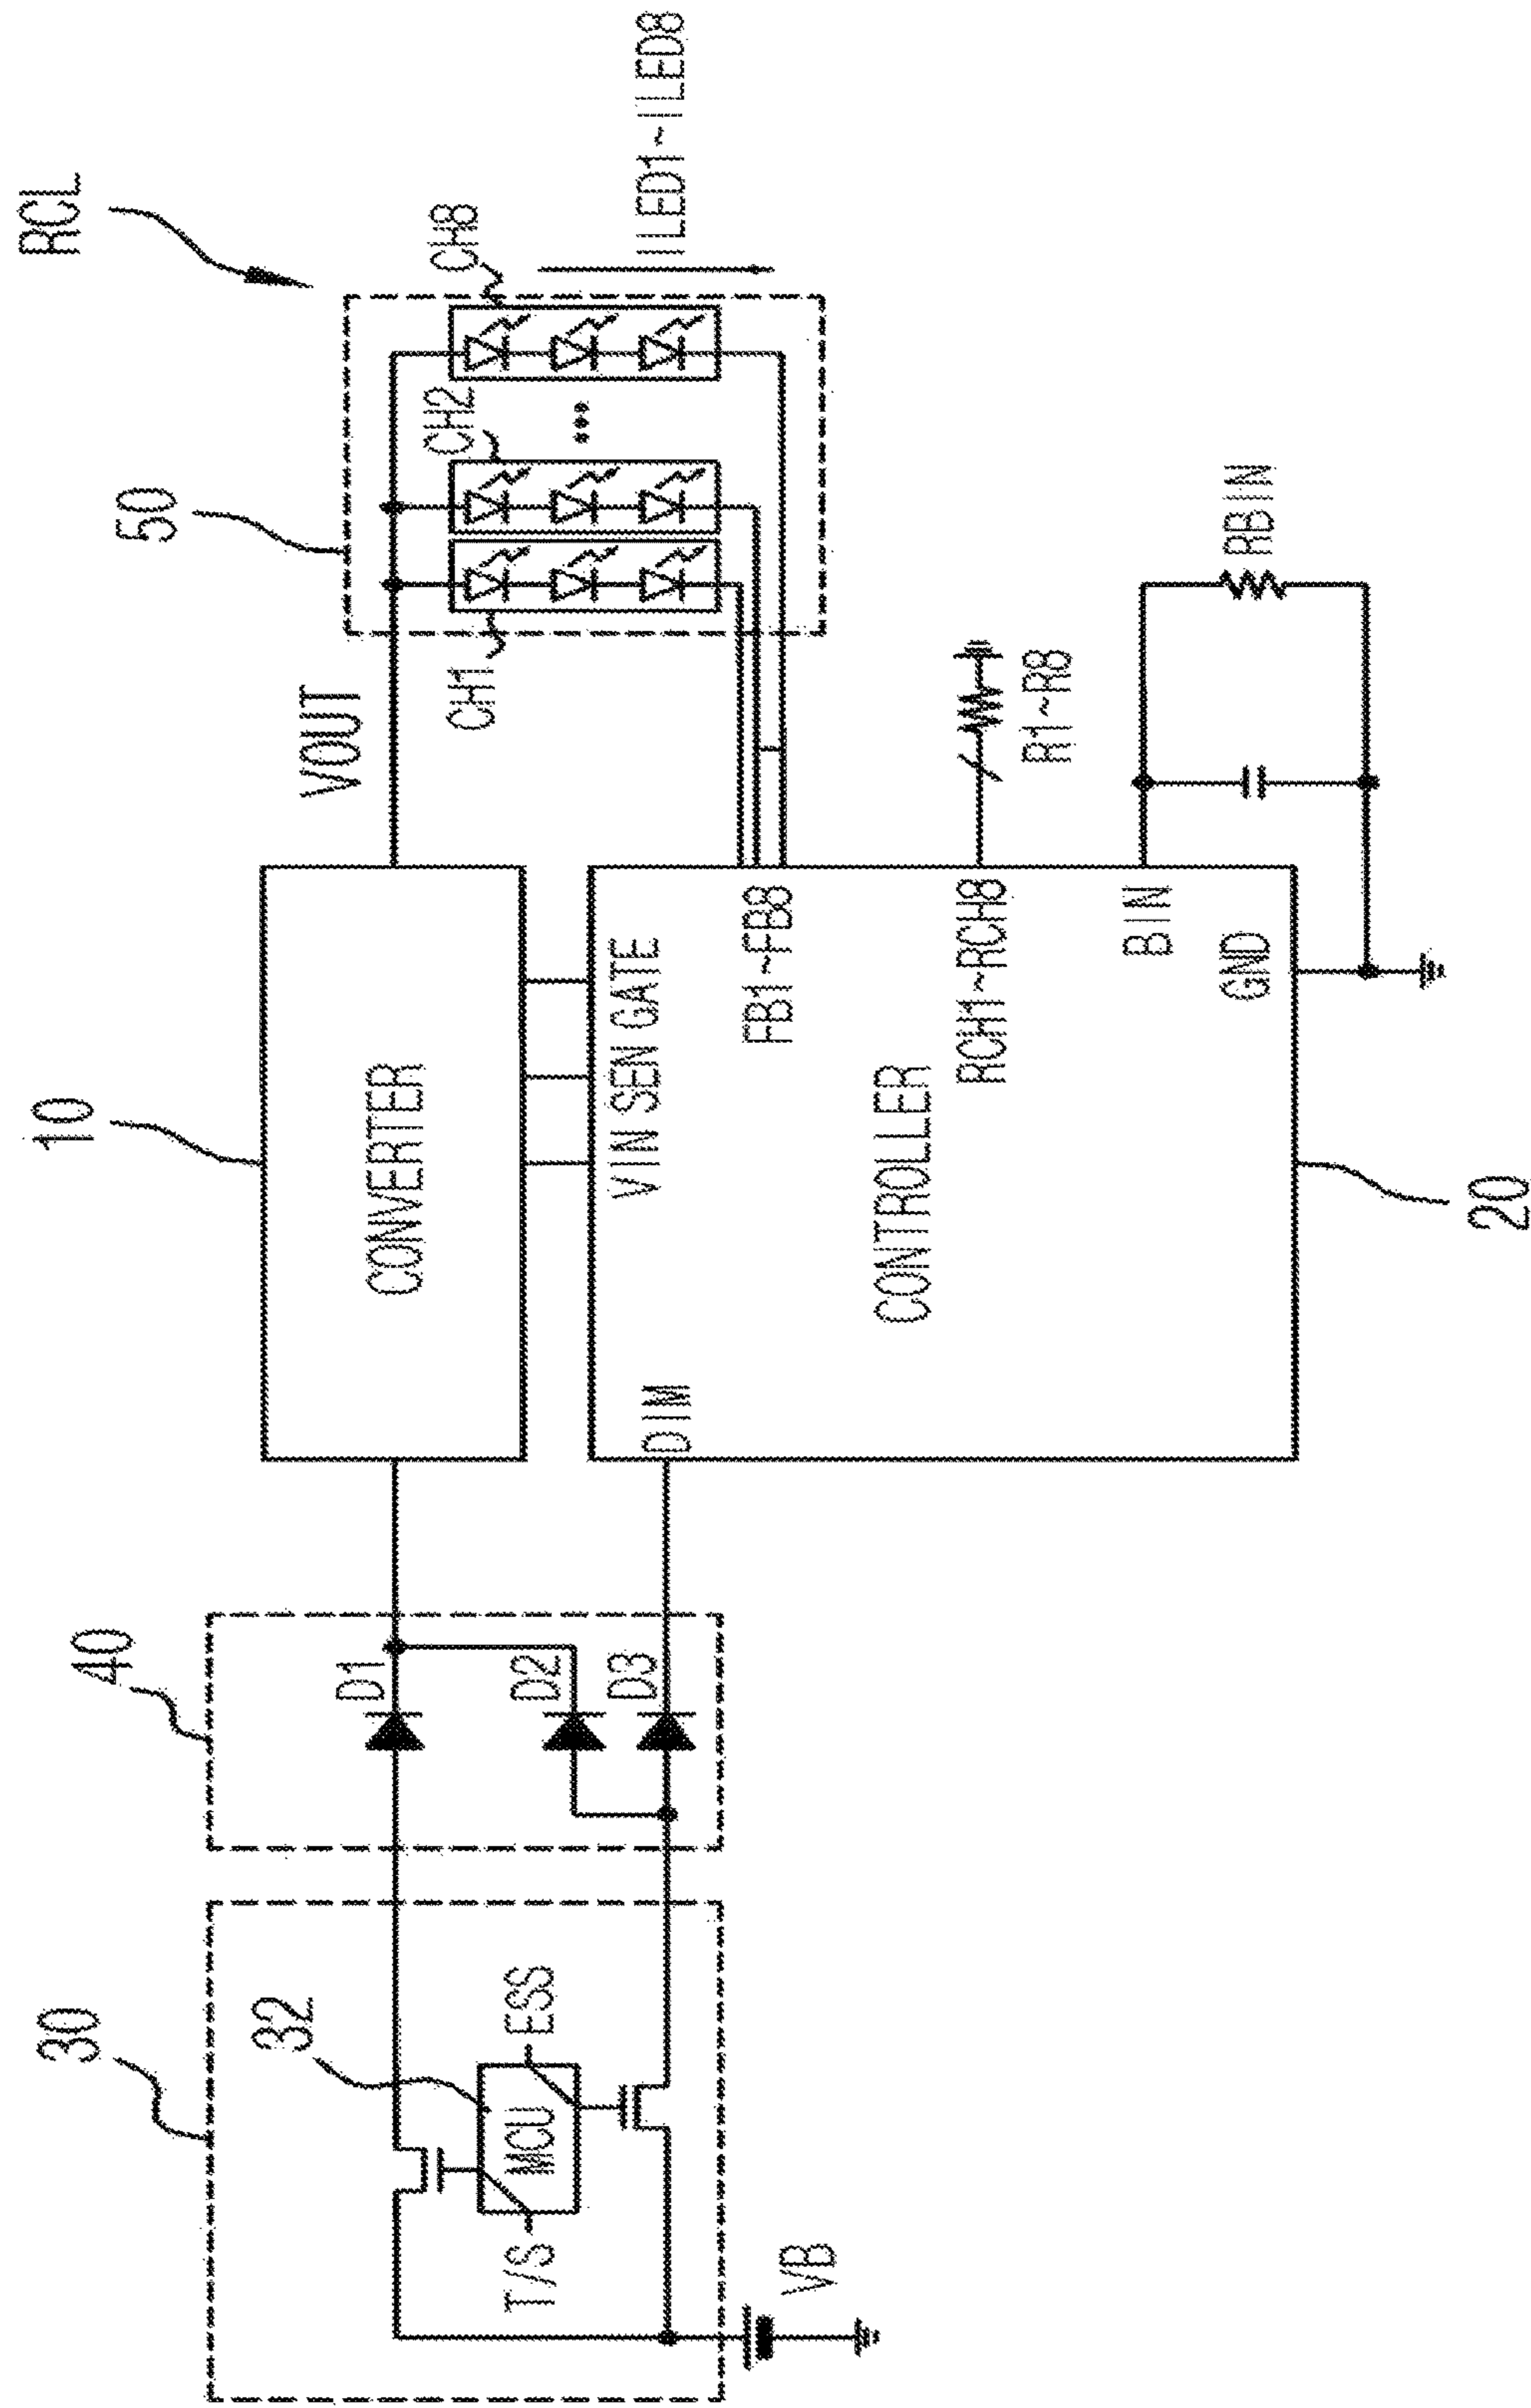 RCL
30
32
40
10
50
VOUT
CH1
CH2
CH8
ILED1~ILED8
T/S
MCU
ESS
VB
D1
D2
D3
CONVERTER
VIN SEN GATE
DIM
CONTROLLER
FB1~FB8
RCH1~RCH8
R1~R8
BIN
RBIN
GND
20